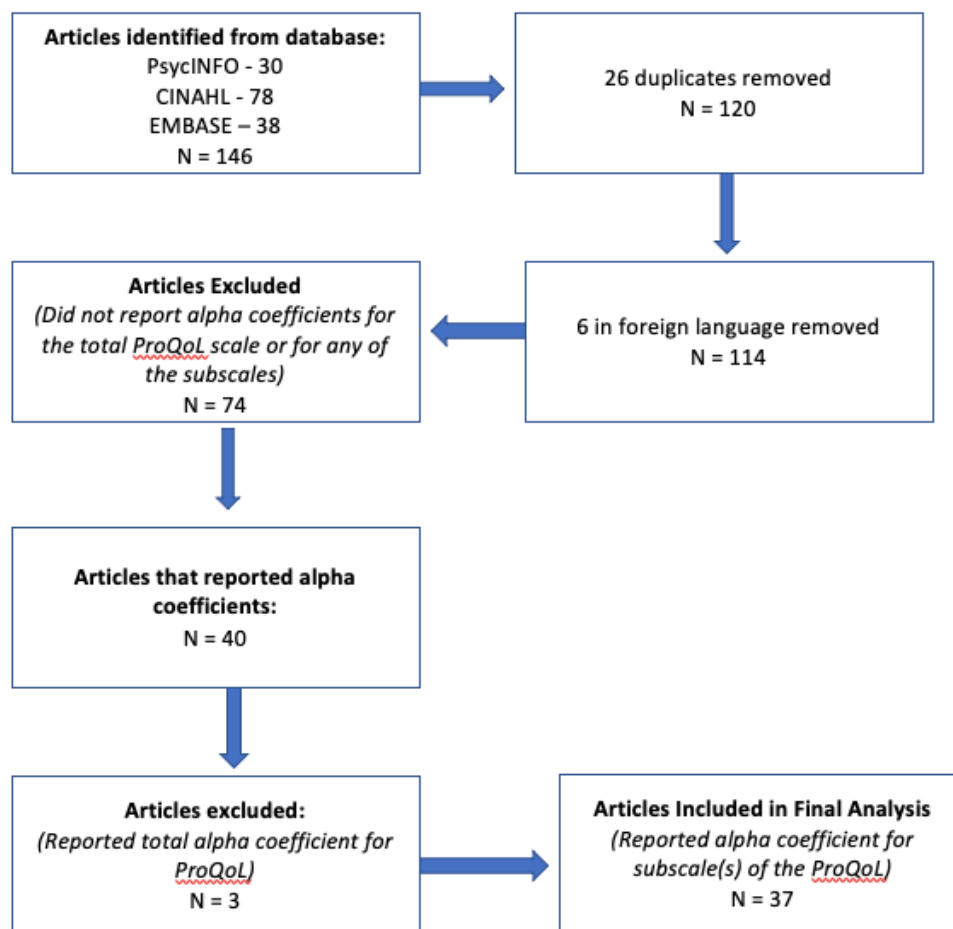 Articles identified from database:
PsycINFO - 30
CINAHL - 78
EMBASE – 38
N = 146
26 duplicates removed
N = 120
6 in foreign language removed
N = 114
Articles Excluded
(Did not report alpha coefficients for
the total ProQoL scale or for any of
the subscales)
N = 74
Articles that reported alpha
coefficients:
N = 40
Articles excluded:
(Reported total alpha coefficient for
ProQoL)
N = 3
Articles Included in Final Analysis
(Reported alpha coefficient for
subscale(s) of the ProQoL)
N = 37